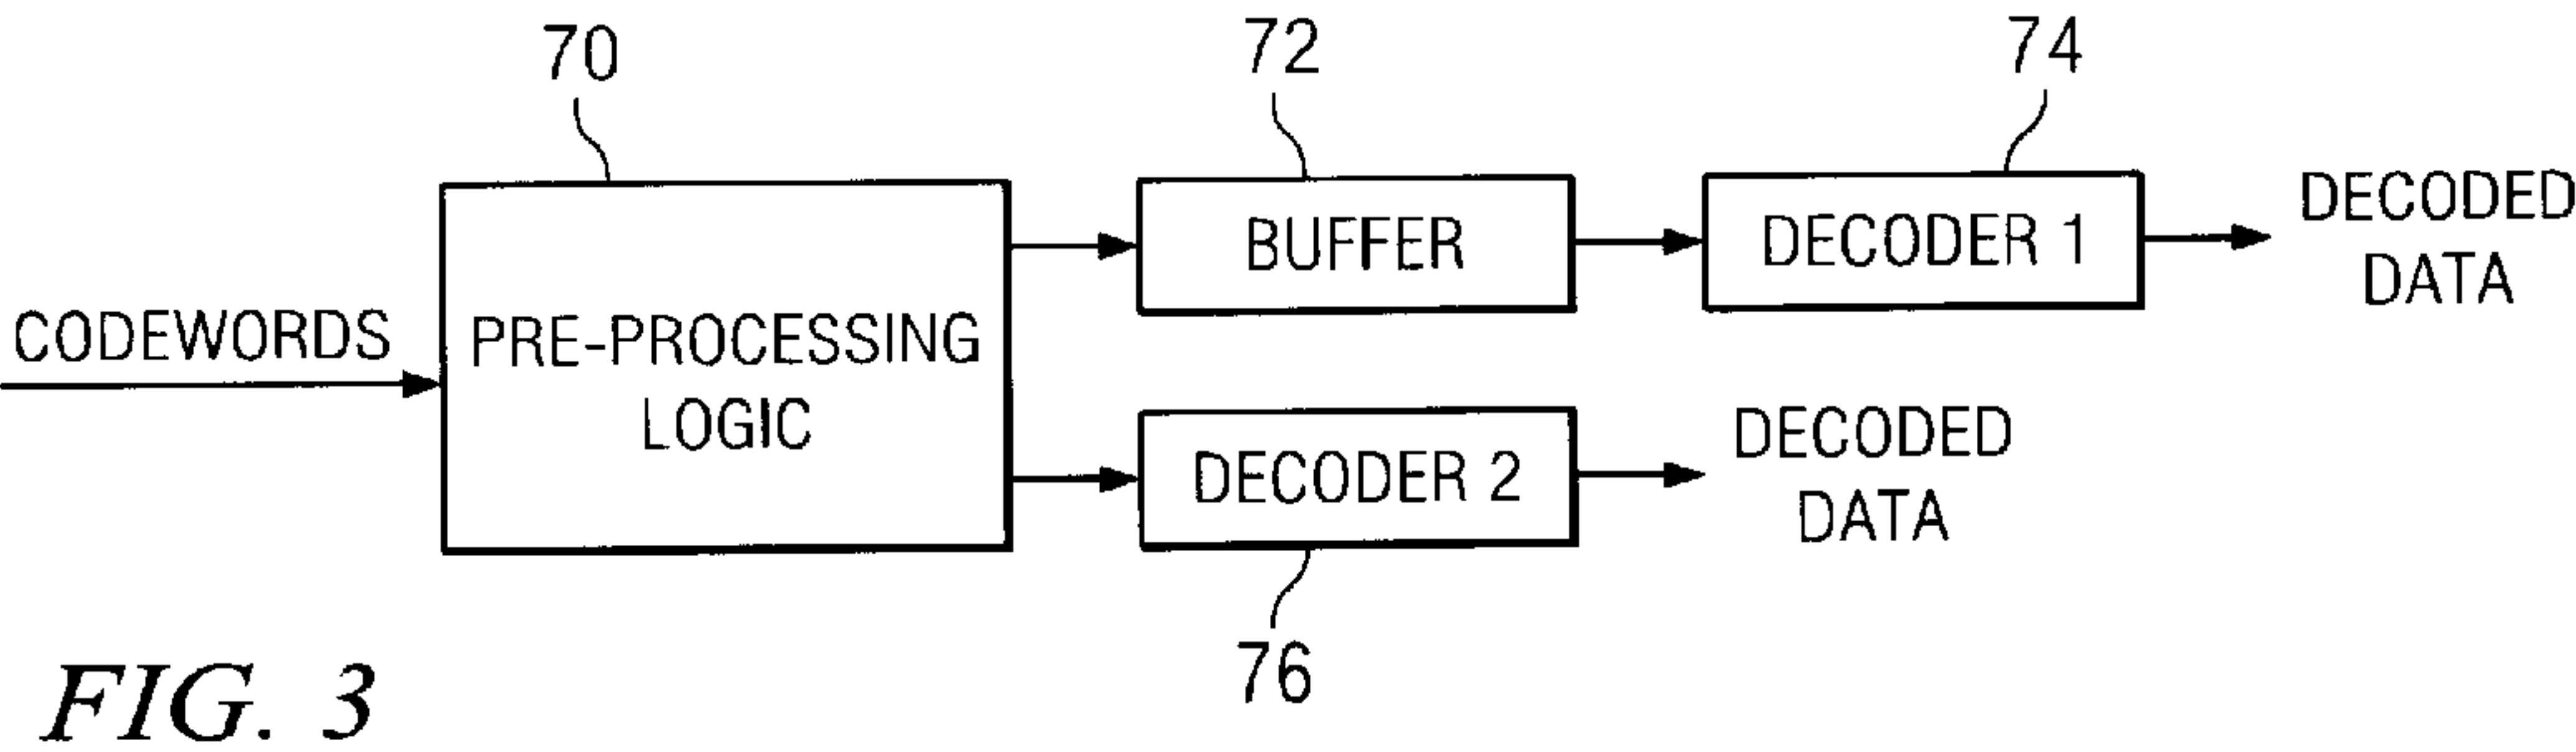 70
72
74
CODEWORDS
PRE-PROCESSING
LOGIC
BUFFER
DECODER 1
DECODED
DATA
DECODER 2
DECODED
DATA
76
FIG. 3